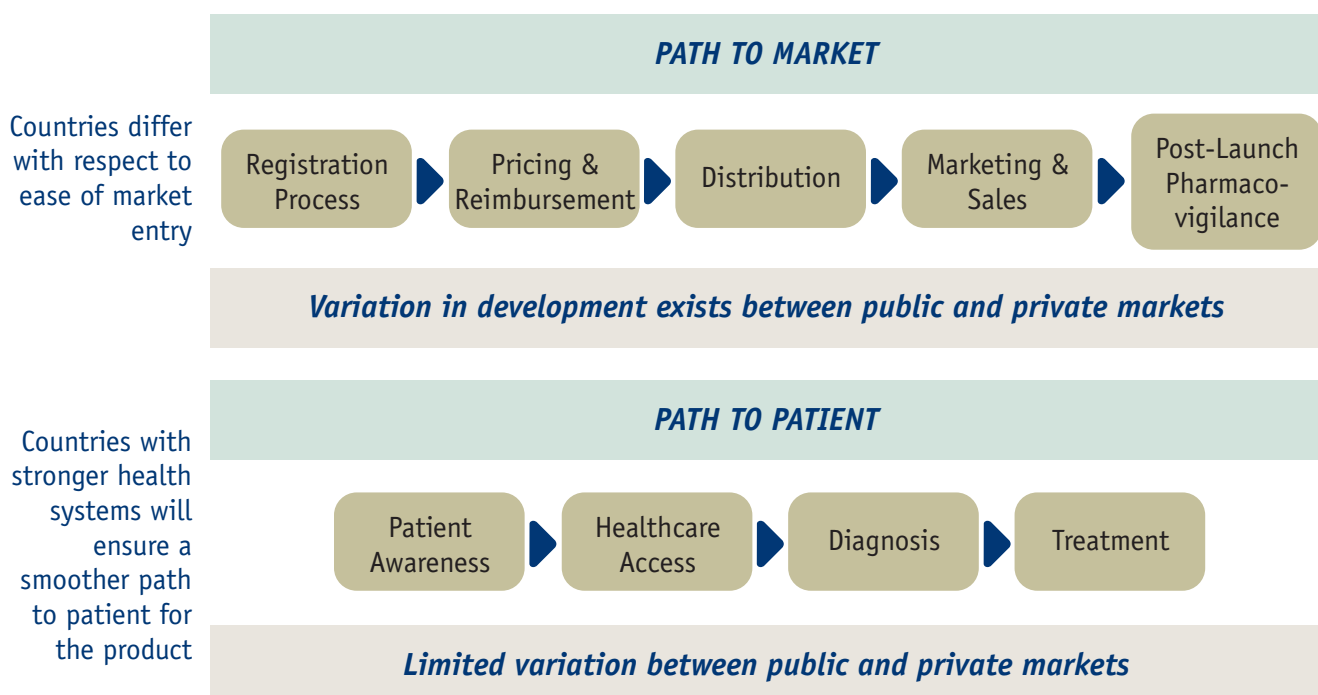 PATH TO MARKET
Countries differ
with respect to
ease of market
entry
Registration
Process
Pricing &
Reimbursement
Distribution
Marketing &
Sales
Post-Launch
Pharmaco-
vigilance
Variation in development exists between public and private markets
PATH TO PATIENT
Countries with
stronger health
systems will
ensure a
smoother path
to patient for
the product
Patient
Awareness
Healthcare
Access
Diagnosis
Treatment
Limited variation between public and private markets